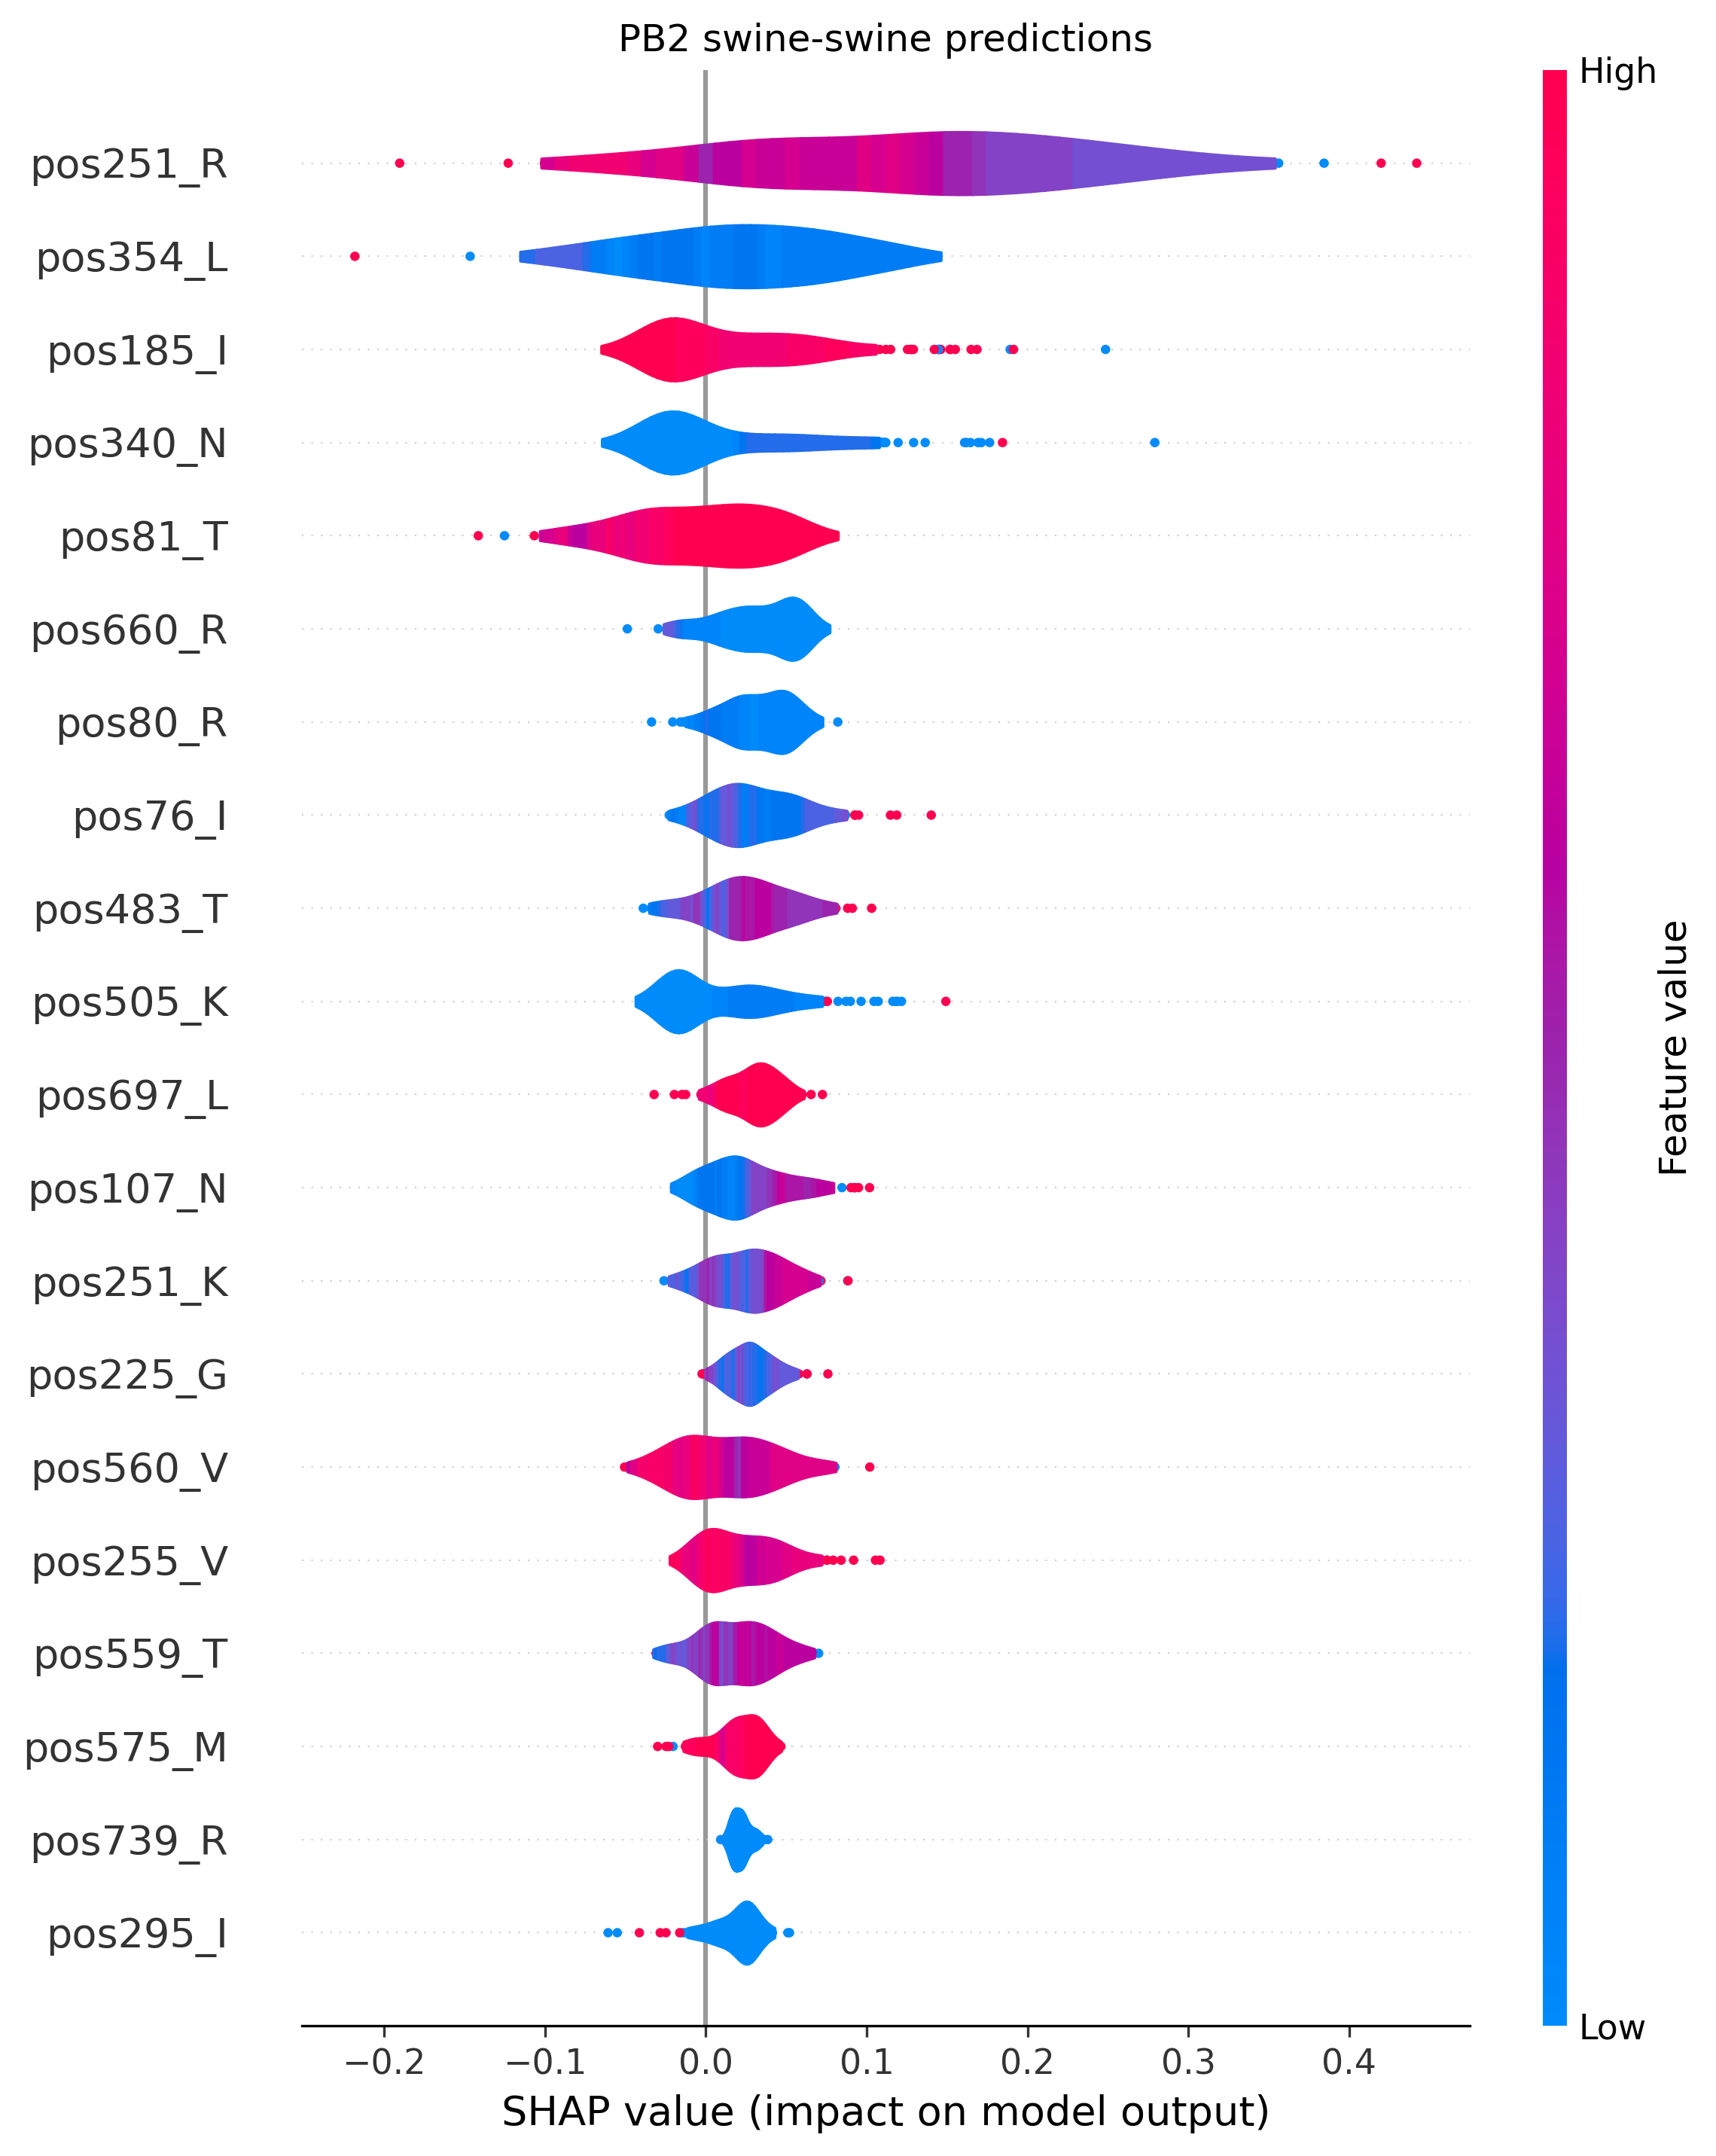 PB2 swine-swine predictions
High
pos251_R
pos354_L
pos185_I
pos340_N
pos81_T
pos660_R
pos80_R
pos76_I
pos483_T
pos505_K
pos697_L
pos107_N
pos251_K
pos225_G
pos560_V
pos255_V
pos559_T
pos575_M
pos739_R
pos295_I
Feature value
Low
−0.2 −0.1 0.0 0.1 0.2 0.3 0.4
SHAP value (impact on model output)